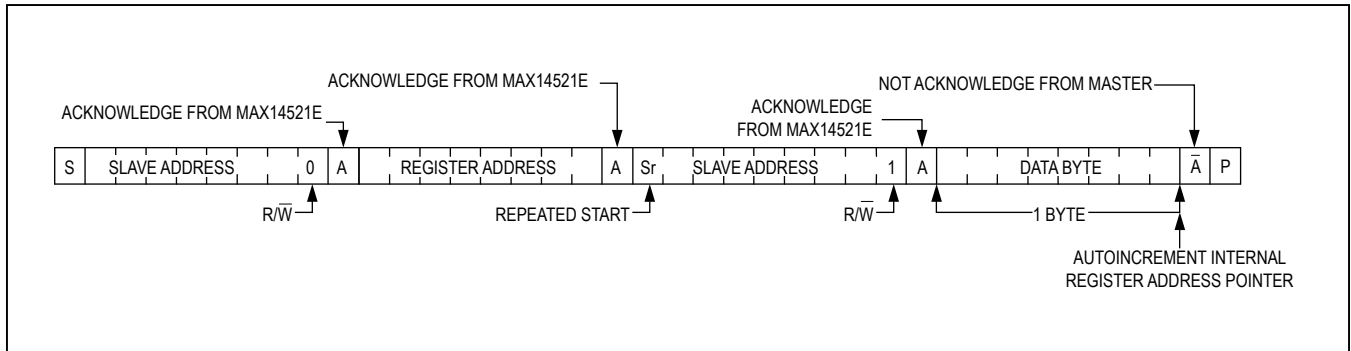 ACKNOWLEDGE FROM MAX14521E
ACKNOWLEDGE FROM MAX14521E
ACKNOWLEDGE
FROM MAX14521E
NOT ACKNOWLEDGE FROM MASTER
S SLAVE ADDRESS 0 A REGISTER ADDRESS A Sr SLAVE ADDRESS 1 A DATA BYTE A̅ P
R/W̅ REPEATED START R/W̅ 1 BYTE
AUTOINCREMENT INTERNAL
REGISTER ADDRESS POINTER